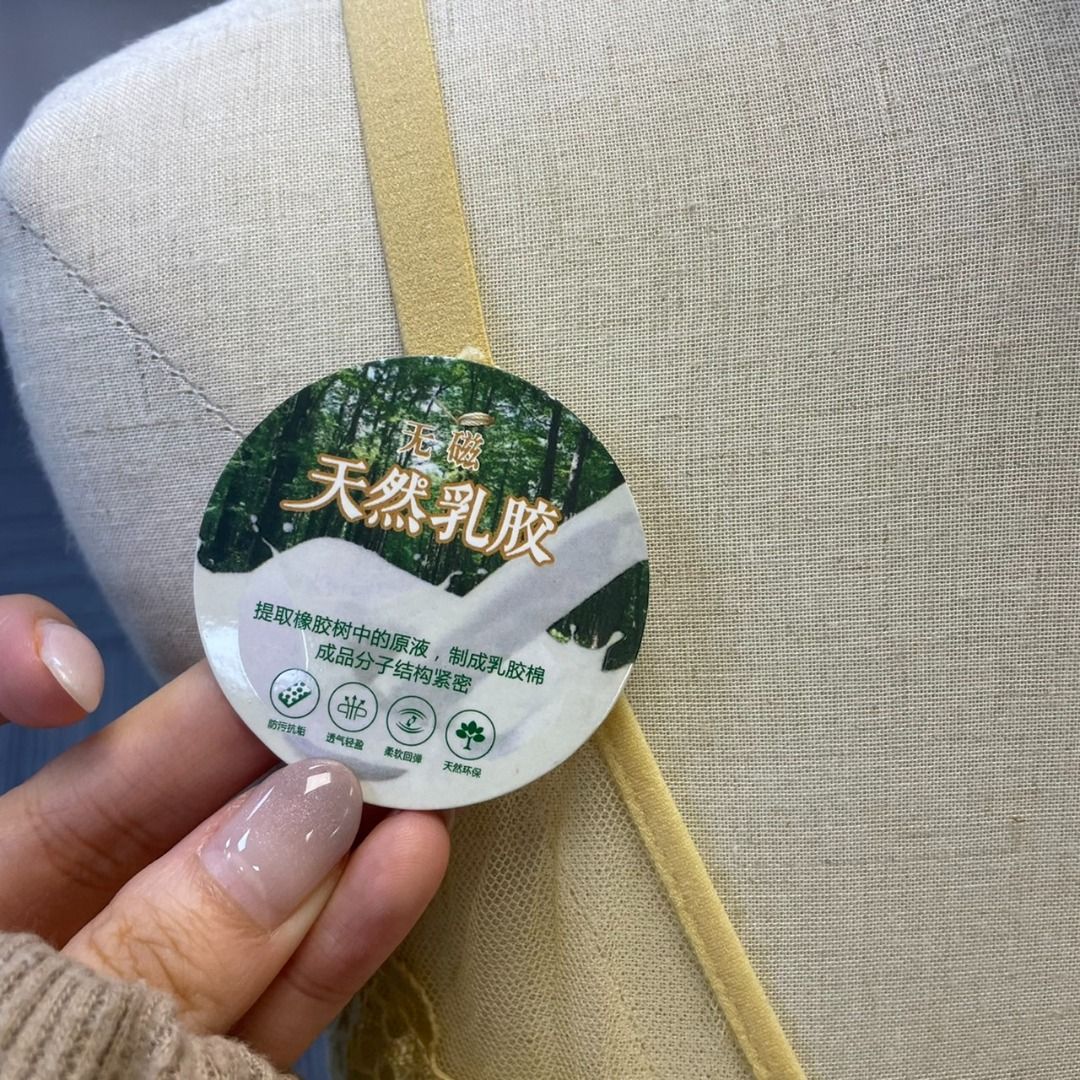 无磁
天然乳胶
提取橡胶树中的原液，制成乳胶棉
成品分子结构紧密
防污抗垢
透气轻盈
柔软回弹
天然环保